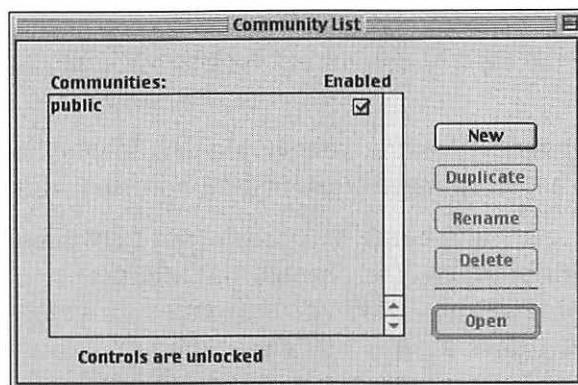 Community List
Communities: Enabled
public
New
Duplicate
Rename
Delete
Open
Controls are unlocked